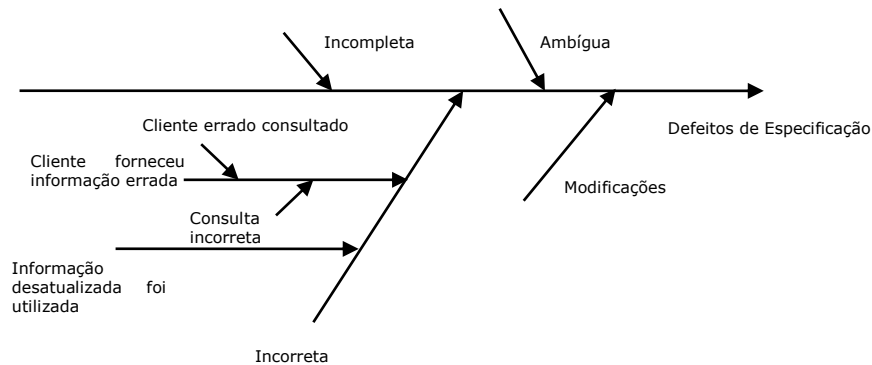 Incompleta
Ambígua
Cliente errado consultado
Defeitos de Especificação
Cliente forneceu
informação errada
Modificações
Consulta
incorreta
Informação
desatualizada foi
utilizada
Incorreta